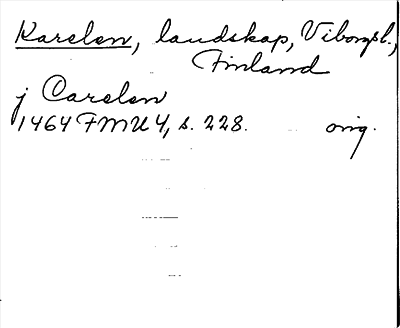 Karelen, landskap, Viborgsl.,
Finland
j Carelen
1464 FMU 4, s. 228. orig.